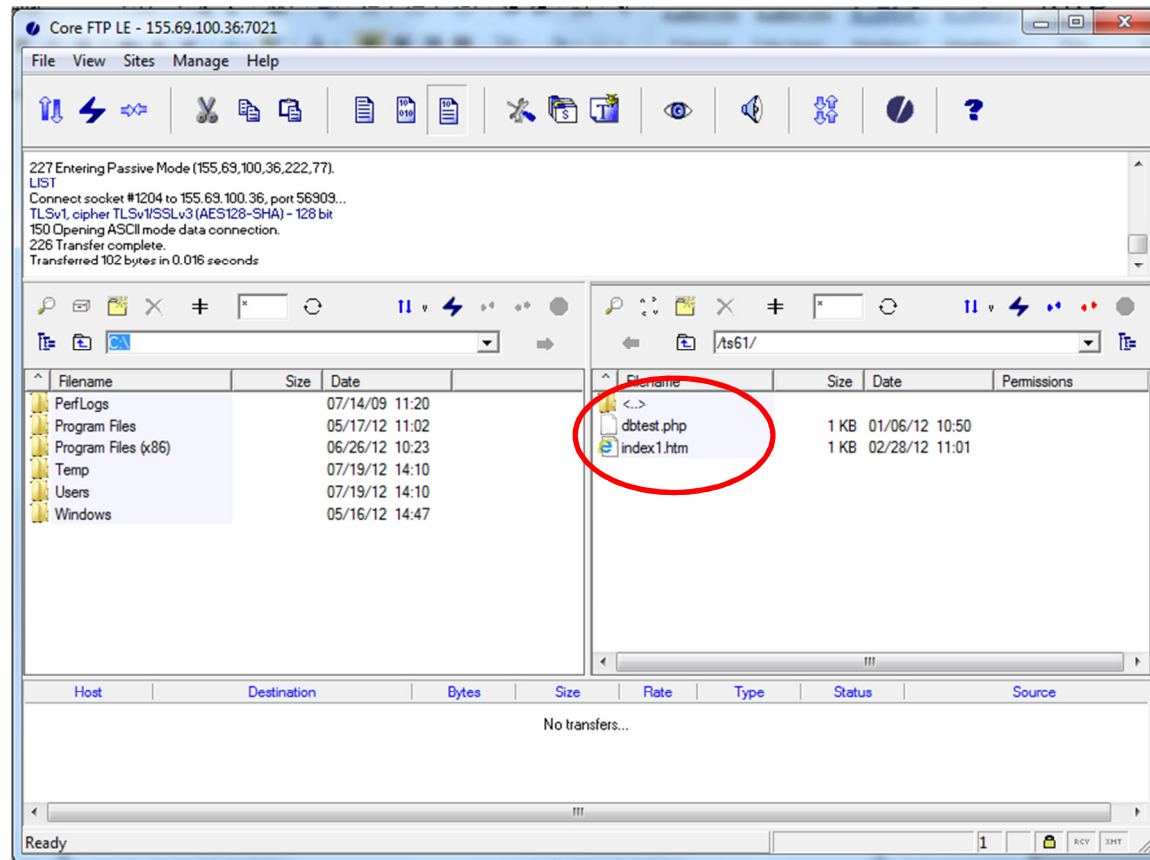 Core FTP LE - 155.69.100.36:7021
File View Sites Manage Help
227 Entering Passive Mode (155,69,100,36,222,77).
LIST
Connect socket #1204 to 155.69.100.36, port 56909...
TLSv1, cipher TLSv1/SSLv3 (AES128-SHA) - 128 bit
150 Opening ASCII mode data connection.
226 Transfer complete.
Transferred 102 bytes in 0.016 seconds
C:\
/ts61/
^ Filename Size Date
PerfLogs 07/14/09 11:20
Program Files 05/17/12 11:02
Program Files (x86) 06/26/12 10:23
Temp 07/19/12 14:10
Users 07/19/12 14:10
Windows 05/16/12 14:47
^ Filename Size Date Permissions
<..>
dbtest.php 1 KB 01/06/12 10:50
index1.htm 1 KB 02/28/12 11:01
Host Destination Bytes Size Rate Type Status Source
No transfers...
Ready 1 RCV XMT